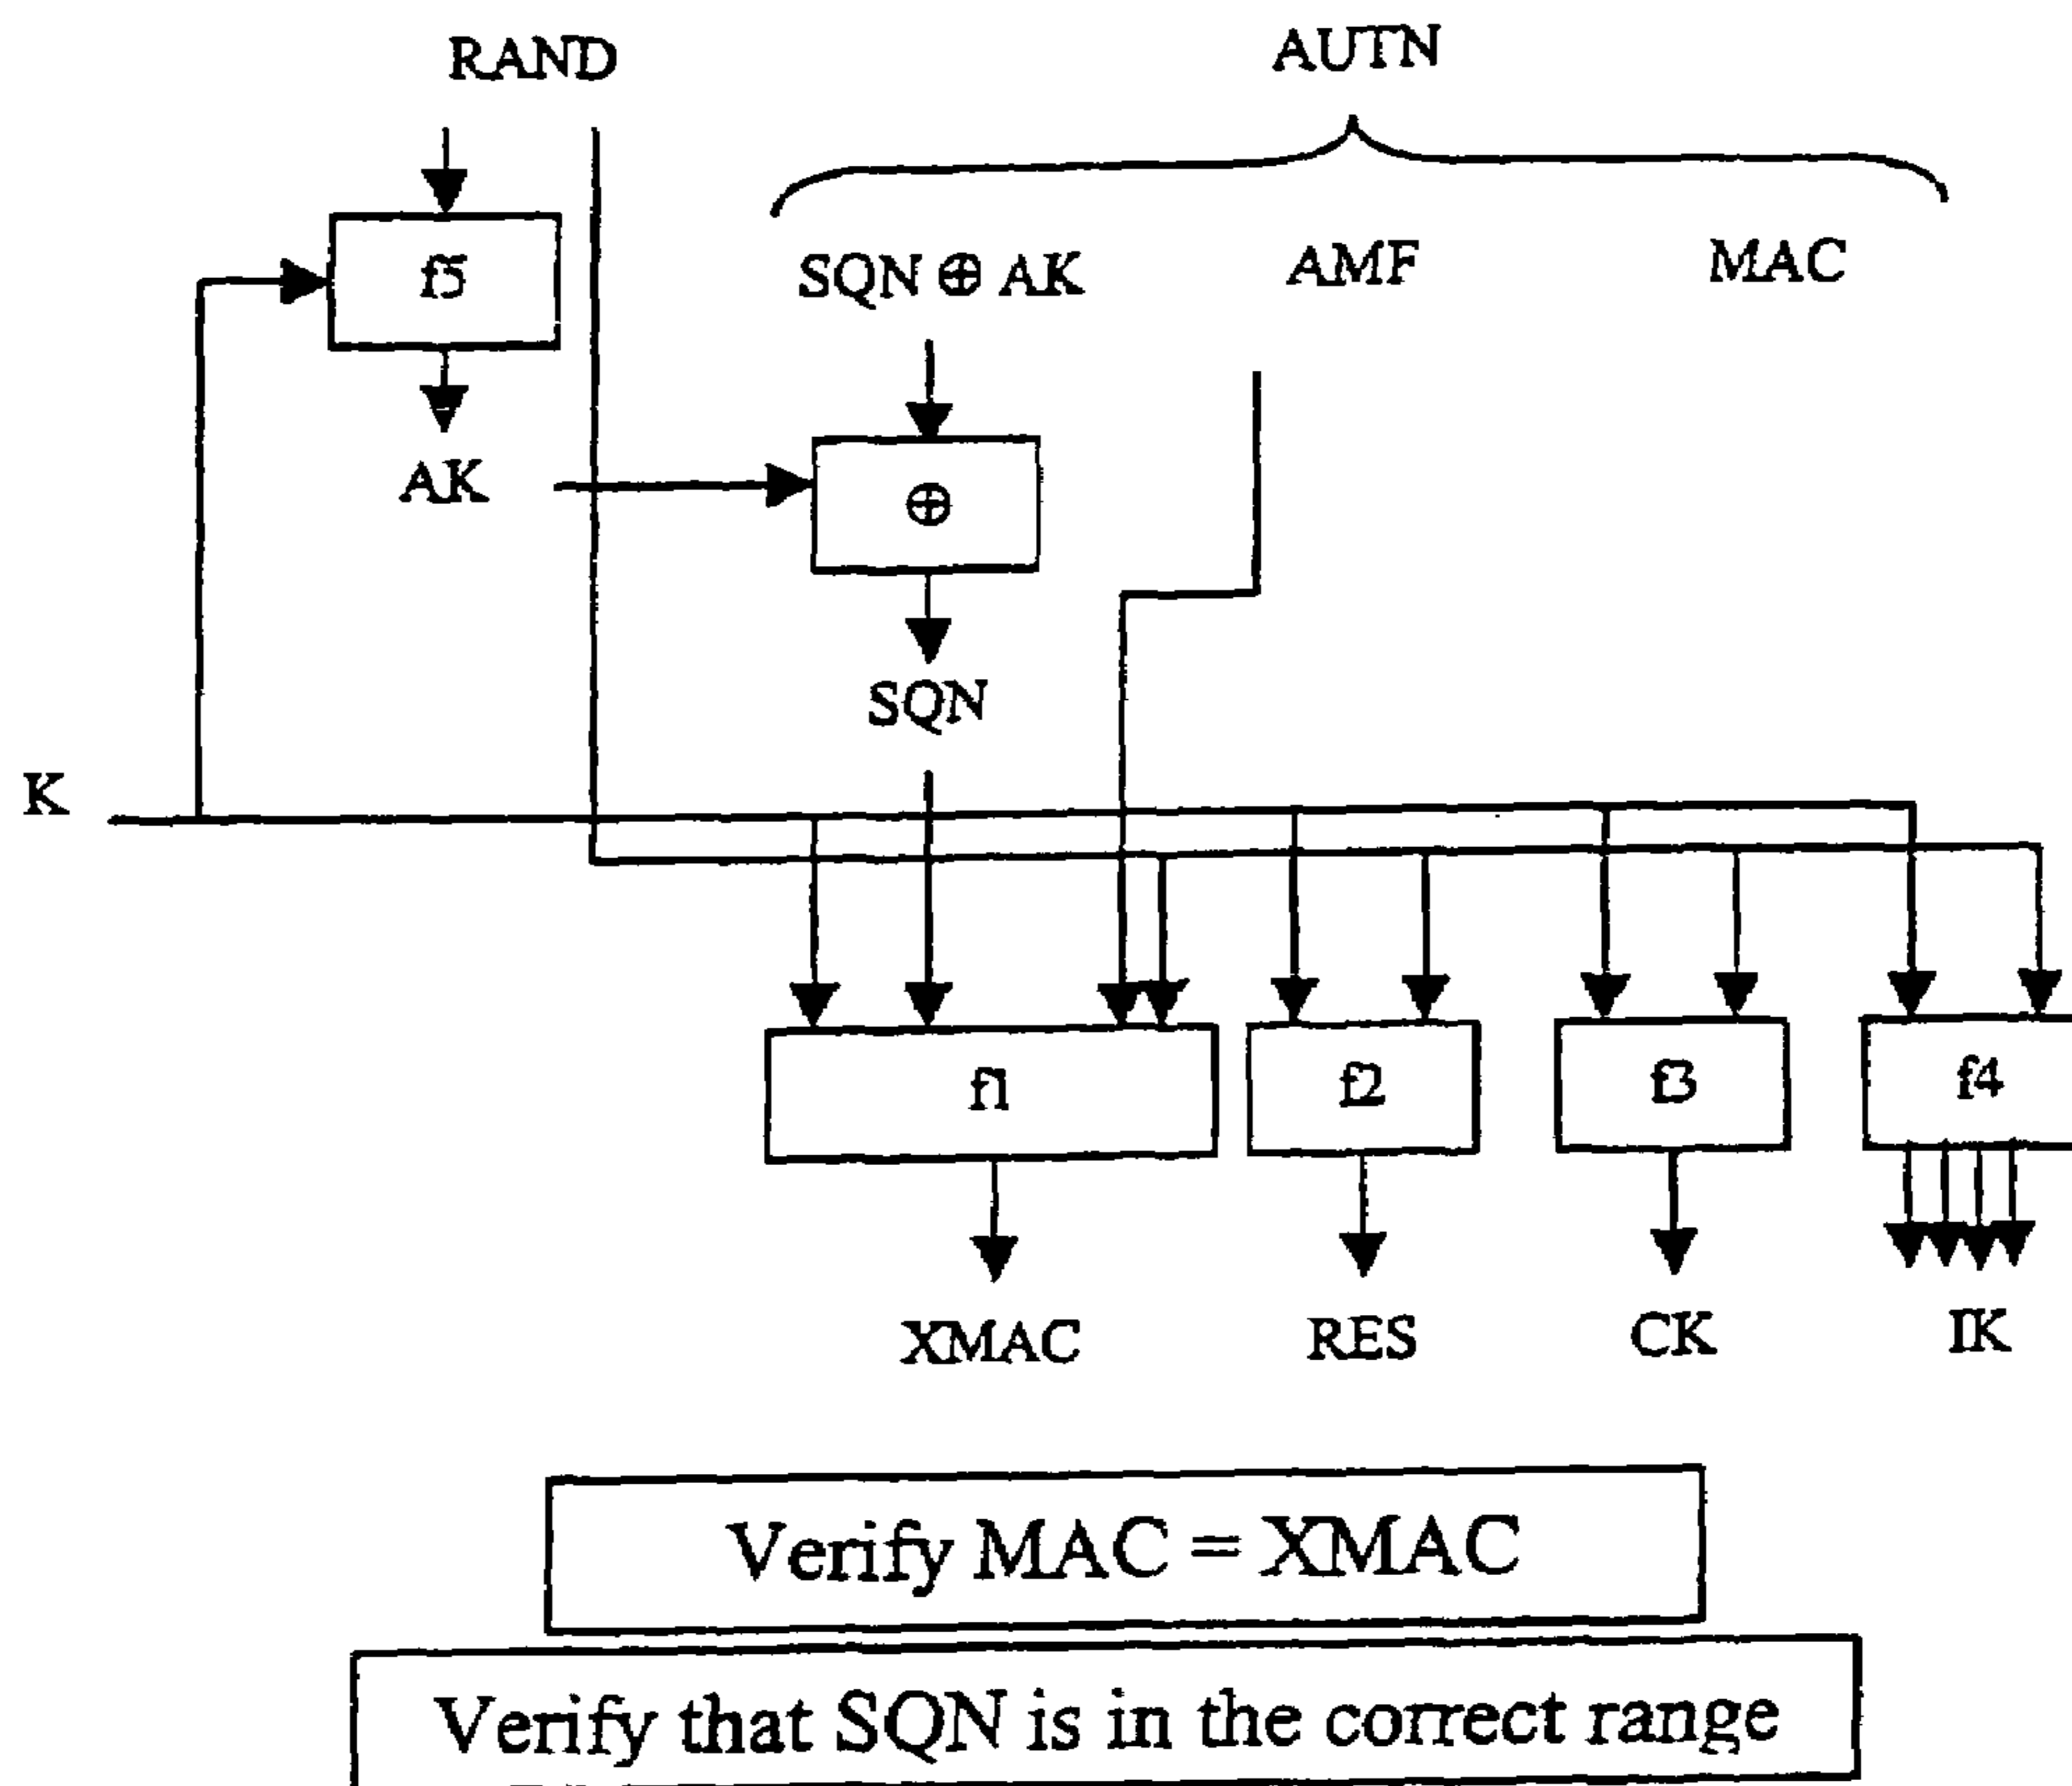 RAND AUTN
f5 SQN ⊕ AK AMF MAC
AK ⊕
SQN
K
f1 f2 f3 f4
XMAC RES CK IK
Verify MAC = XMAC
Verify that SQN is in the correct range